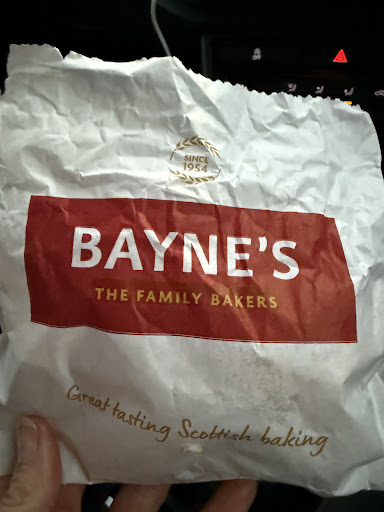 SINCE
1954
BAYNE'S
THE FAMILY BAKERS
Great tasting Scottish baking